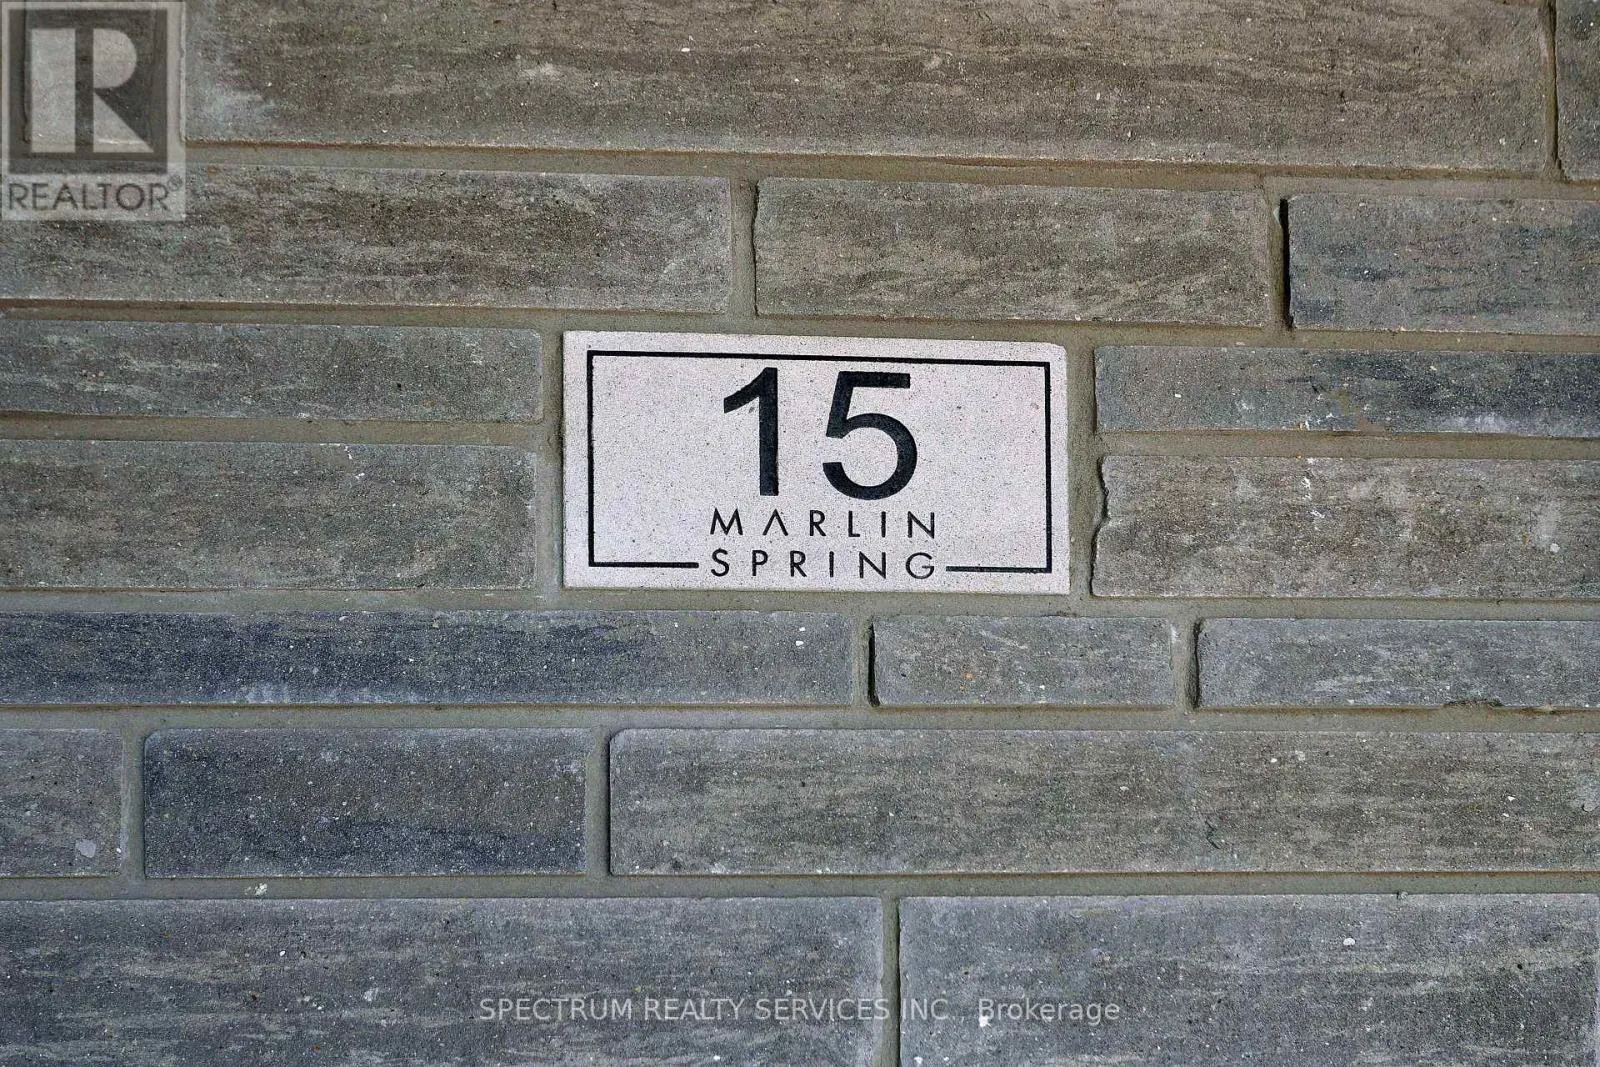 R
REALTOR®
15
MARLIN
SPRING
SPECTRUM REALTY SERVICES INC., Brokerage